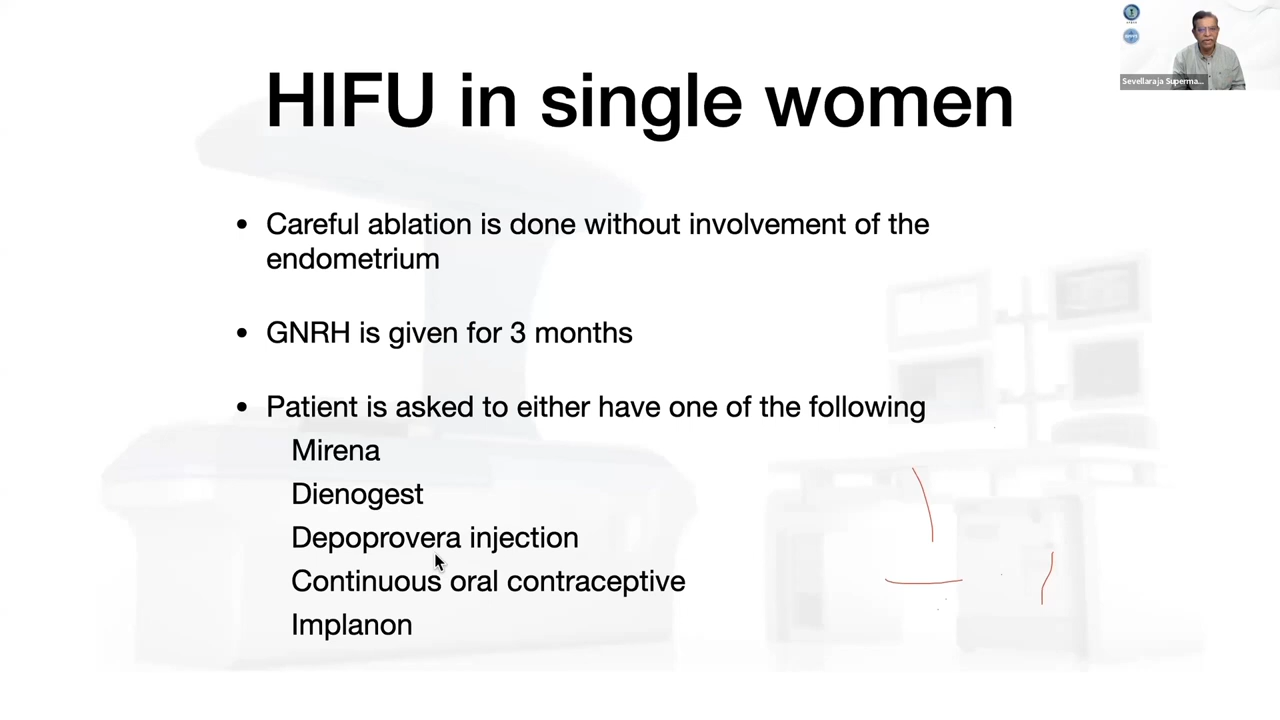 Sevellaraja Superma...
HIFU in single women
• Careful ablation is done without involvement of the
endometrium
• GNRH is given for 3 months
• Patient is asked to either have one of the following
Mirena
Dienogest
Depoprovera injection
Continuous oral contraceptive
Implanon